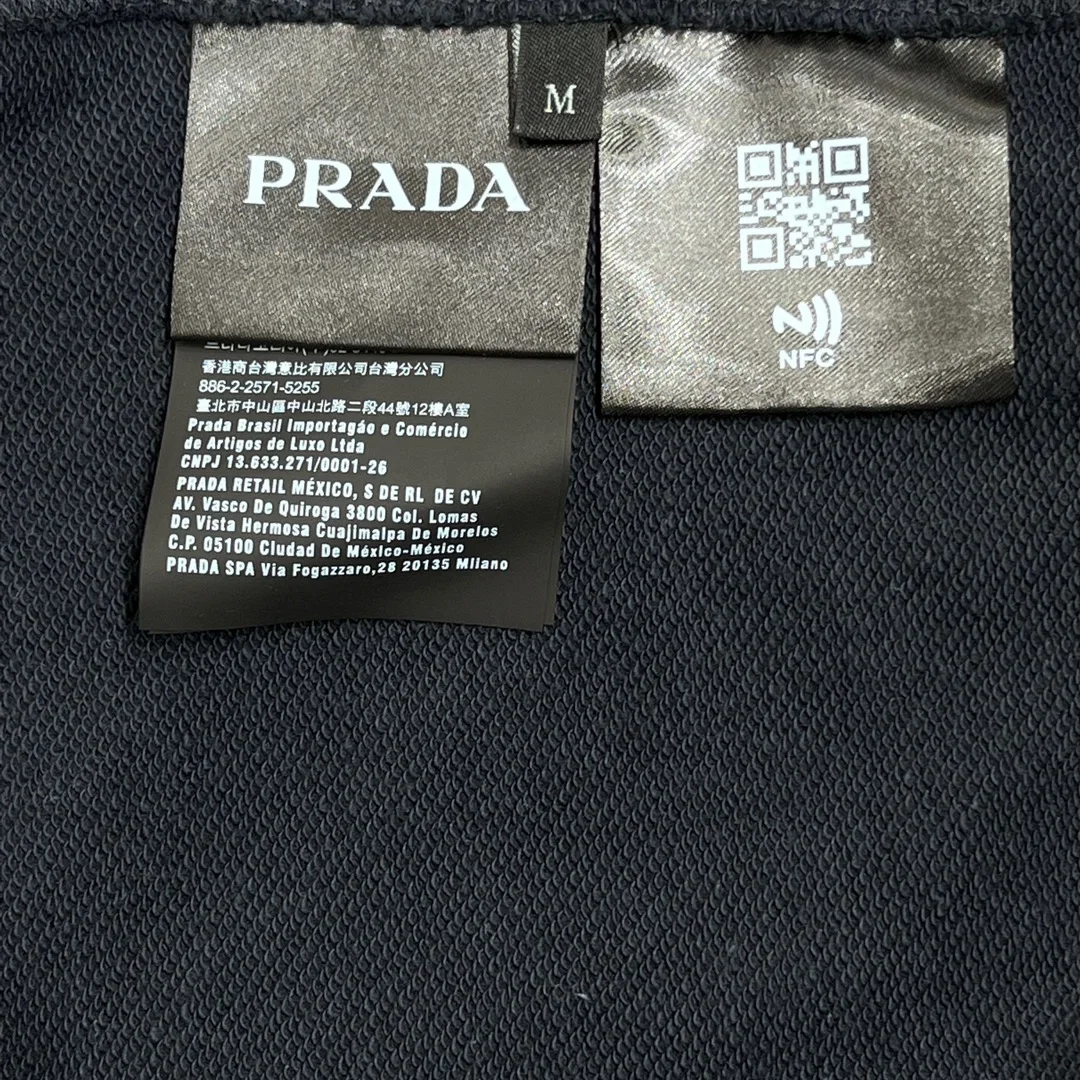 PRADA
M
NFC
香港商台灣意比有限公司台灣分公司
886-2-2571-5255
臺北市中山區中山北路二段44號12樓A室
Prada Brasil Importagáo e Comércio
de Artigos de Luxo Ltda
CNPJ 13.633.271/0001-26
PRADA RETAIL MÉXICO, S DE RL DE CV
AV. Vasco De Quiroga 3800 Col. Lomas
De Vista Hermosa Cuajimalpa De Morelos
C.P. 05100 Ciudad De México-México
PRADA SPA Via Fogazzaro,28 20135 Milano